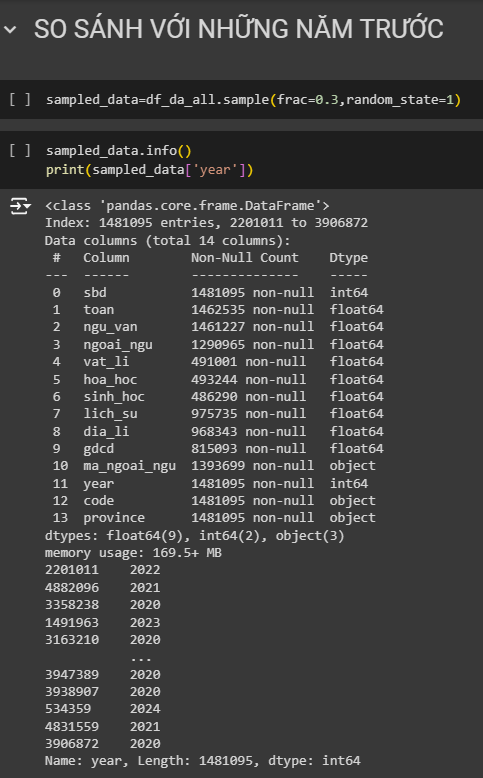 SO SÁNH VỚI NHỮNG NĂM TRƯỚC
[ ] sampled_data=df_da_all.sample(frac=0.3,random_state=1)
[ ] sampled_data.info()
print(sampled_data['year'])
<class 'pandas.core.frame.DataFrame'>
Index: 1481095 entries, 2201011 to 3906872
Data columns (total 14 columns):
 #   Column        Non-Null Count    Dtype
---  ------        --------------    -----
 0   sbd           1481095 non-null  int64
 1   toan          1462535 non-null  float64
 2   ngu_van       1461227 non-null  float64
 3   ngoai_ngu     1290965 non-null  float64
 4   vat_li        491001 non-null   float64
 5   hoa_hoc       493244 non-null   float64
 6   sinh_hoc      486290 non-null   float64
 7   lich_su       975735 non-null   float64
 8   dia_li        968343 non-null   float64
 9   gdcd          815093 non-null   float64
 10  ma_ngoai_ngu  1393699 non-null  object
 11  year          1481095 non-null  int64
 12  code          1481095 non-null  object
 13  province      1481095 non-null  object
dtypes: float64(9), int64(2), object(3)
memory usage: 169.5+ MB
2201011    2022
4882096    2021
3358238    2020
1491963    2023
3163210    2020
           ...
3947389    2020
3938907    2020
534359     2024
4831559    2021
3906872    2020
Name: year, Length: 1481095, dtype: int64